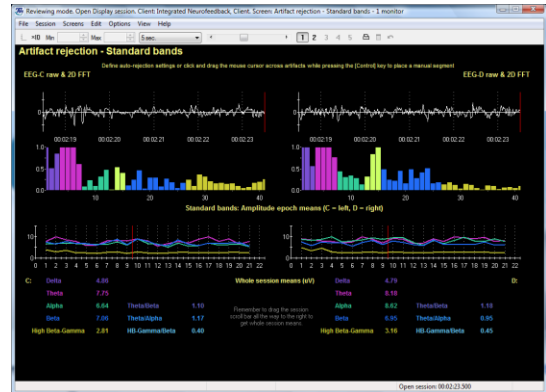 Reviewing mode. Open Display session. Client: Integrated Neurofeedback, Client, Screen: Artifact rejection - Standard bands - 1 monitor
File Session Screens Edit Options View Help
=ID Min Max 5 sec. 1 2 3 4 5
Artifact rejection - Standard bands
Define auto-rejection settings or click and drag the mouse cursor across artifacts while pressing the [Control] key to place a manual segment
EEG-C raw & 2D FFT EEG-D raw & 2D FFT
0 0
00:02:19 00:02:20 00:02:21 00:02:22 00:02:23 00:02:19 00:02:20 00:02:21 00:02:22 00:02:23
1.0 1.0
0.5 0.5
0.0 0.0
10 20 30 40 10 20 30 40
Standard bands: Amplitude epoch means (C = left, D = right)
10 10
0 0
0 1 2 3 4 5 6 7 8 9 10 11 12 13 14 15 16 17 18 19 20 21 22 0 1 2 3 4 5 6 7 8 9 10 11 12 13 14 15 16 17 18 19 20 21 22
C: Delta 4.86 Whole session means (uV) Delta 4.79 D:
Theta 7.75 Theta 8.18
Alpha 6.64 Theta/Beta 1.10 Remember to drag the session Alpha 8.62 Theta/Beta 1.18
Beta 7.06 Theta/Alpha 1.17 scroll bar all the way to the right to Beta 6.95 Theta/Alpha 0.95
get whole session means.
High Beta-Gamma 2.81 HB-Gamma/Beta 0.40 High Beta-Gamma 3.16 HB-Gamma/Beta 0.45
Open session: 00:02:23.500